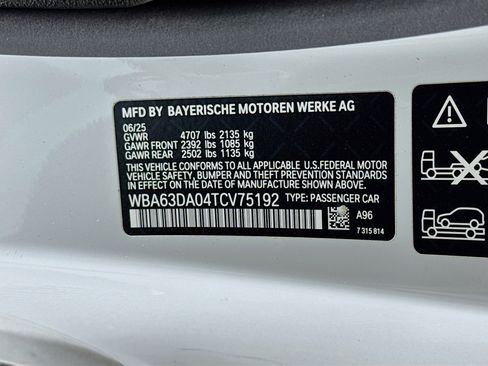 MFD BY BAYERISCHE MOTOREN WERKE AG
06/25
GVWR 4707 lbs 2135 kg
GAWR FRONT 2392 lbs 1085 kg
GAWR REAR 2502 lbs 1135 kg
THIS VEHICLE CONFORMS TO ALL APPLICABLE U.S.FEDERAL MOTOR
VEHICLE SAFETY, BUMPER AND THEFT PREVENTION STANDARDS
IN EFFECT ON THE DATE OF MANUFACTURE SHOWN ABOVE.
WBA63DA04TCV75192 TYPE: PASSENGER CAR
A96
7 315 814